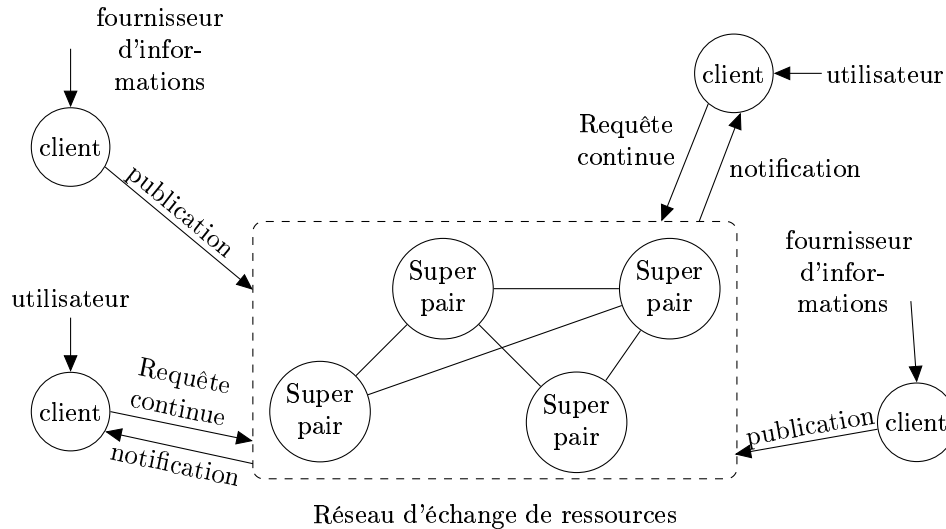 fournisseur
d'infor-
mations
client
publication
client
utilisateur
Requête
continue
notification
utilisateur
client
Requête
continue
notification
Super
pair
Super
pair
Super
pair
Super
pair
fournisseur
d'infor-
mations
client
publication
Réseau d'échange de ressources